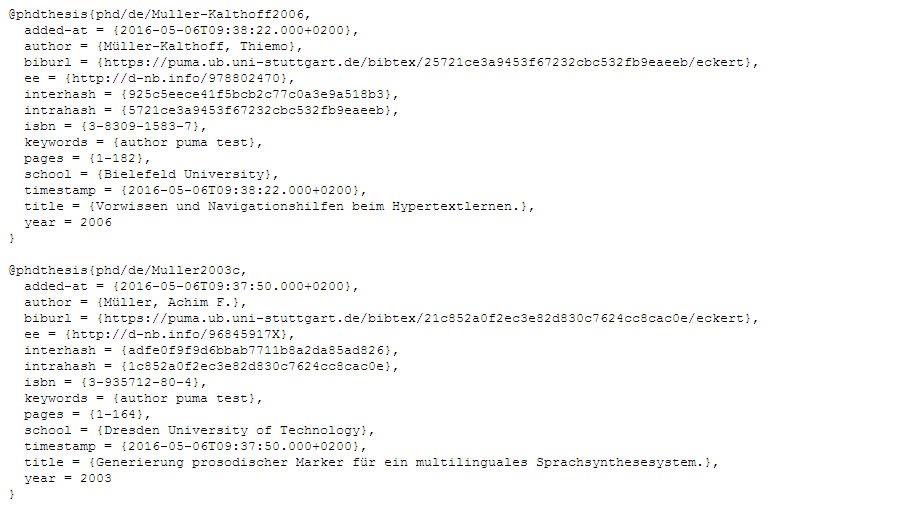 @phdthesis{phd/de/Muller-Kalthoff2006,
added-at = {2016-05-06T09:38:22.000+0200},
author = {Müller-Kalthoff, Thiemo},
biburl = {https://puma.ub.uni-stuttgart.de/bibtex/25721ce3a9453f67232cbc532fb9eaeeb/eckert},
ee = {http://d-nb.info/978802470},
interhash = {925c5eece41f5bcb2c77c0a3e9a518b3},
intrahash = {5721ce3a9453f67232cbc532fb9eaeeb},
isbn = {3-8309-1583-7},
keywords = {author puma test},
pages = {1-182},
school = {Bielefeld University},
timestamp = {2016-05-06T09:38:22.000+0200},
title = {Vorwissen und Navigationshilfen beim Hypertextlernen.},
year = 2006
}
@phdthesis{phd/de/Muller2003c,
added-at = {2016-05-06T09:37:50.000+0200},
author = {Müller, Achim F.},
biburl = {https://puma.ub.uni-stuttgart.de/bibtex/21c852a0f2ec3e82d830c7624cc8cac0e/eckert},
ee = {http://d-nb.info/96845917X},
interhash = {adfe0f9f9d6bbab7711b8a2da85ad826},
intrahash = {1c852a0f2ec3e82d830c7624cc8cac0e},
isbn = {3-935712-80-4},
keywords = {author puma test},
pages = {1-164},
school = {Dresden University of Technology},
timestamp = {2016-05-06T09:37:50.000+0200},
title = {Generierung prosodischer Marker für ein multilinguales Sprachsynthesesystem.},
year = 2003
}